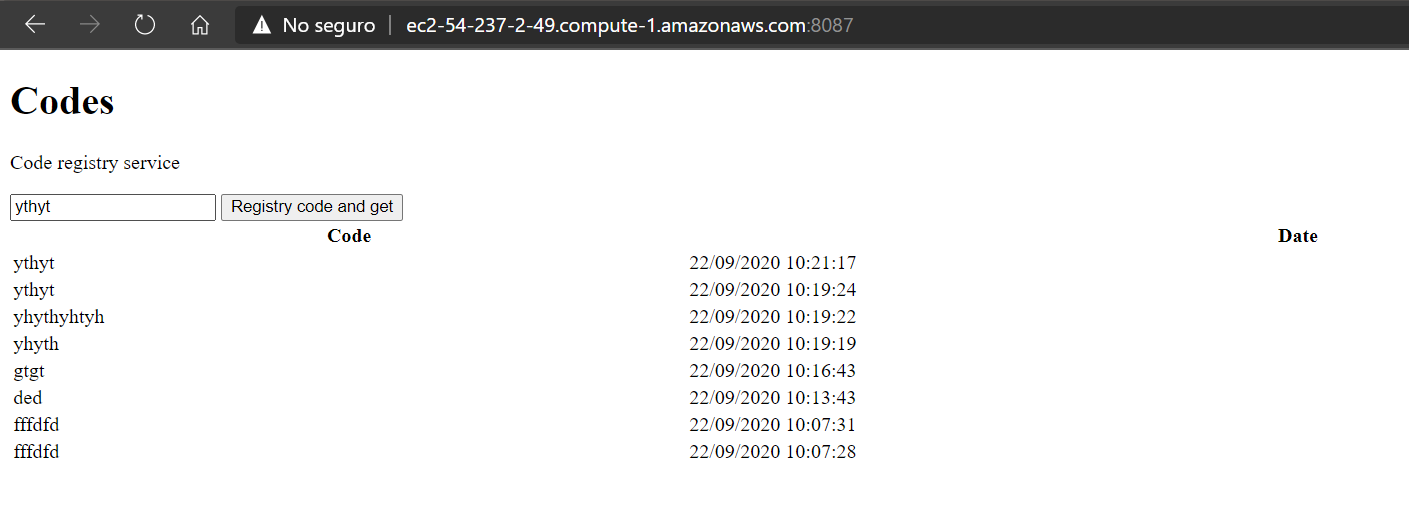 No seguro | ec2-54-237-2-49.compute-1.amazonaws.com:8087
Codes
Code registry service
ythyt Registry code and get
Code Date
ythyt 22/09/2020 10:21:17
ythyt 22/09/2020 10:19:24
yhythyhtyh 22/09/2020 10:19:22
yhyth 22/09/2020 10:19:19
gtgt 22/09/2020 10:16:43
ded 22/09/2020 10:13:43
fffdfd 22/09/2020 10:07:31
fffdfd 22/09/2020 10:07:28